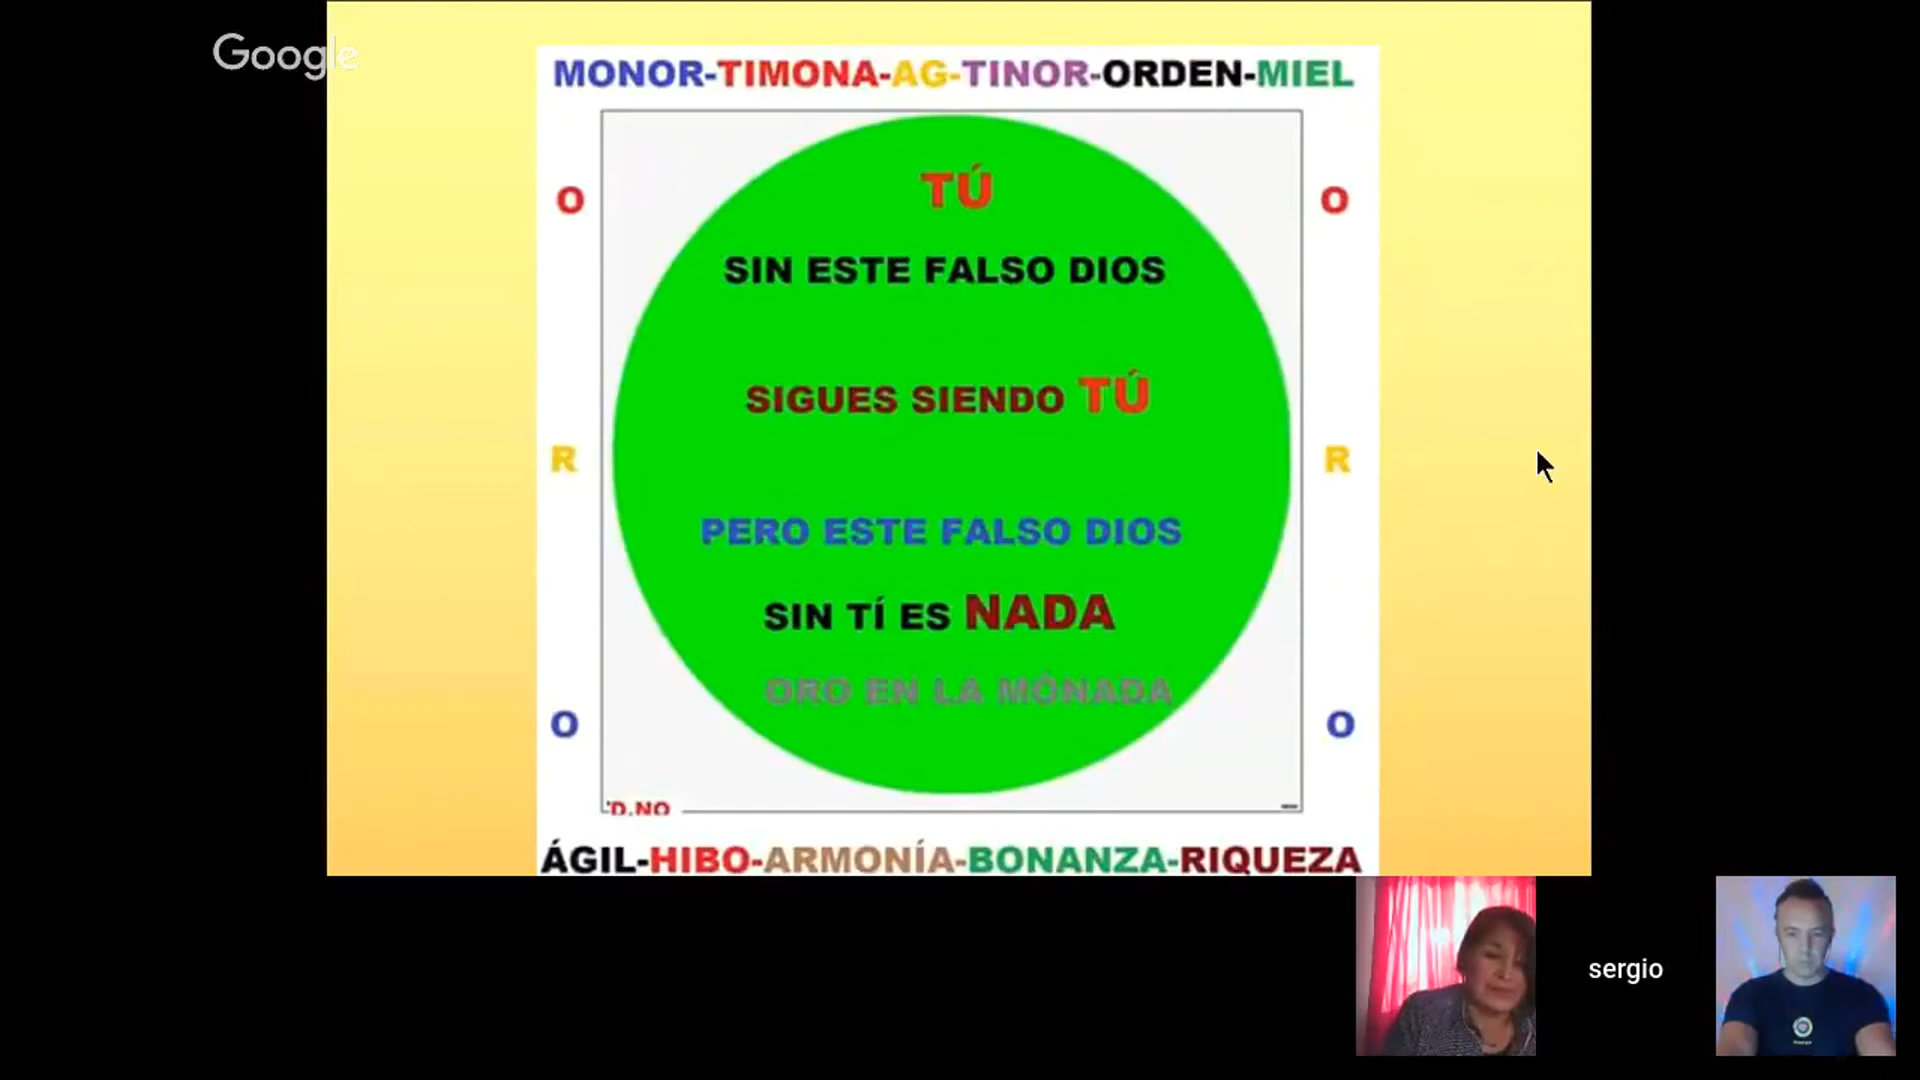 Google
MONOR-TIMONA-AG-TINOR-ORDEN-MIEL
TÚ
O O
SIN ESTE FALSO DIOS
SIGUES SIENDO TÚ
R R
PERO ESTE FALSO DIOS
SIN TÍ ES NADA
ORO EN LA MÓNADA
O O
D.NO
ÁGIL-HIBO-ARMONÍA-BONANZA-RIQUEZA
sergio